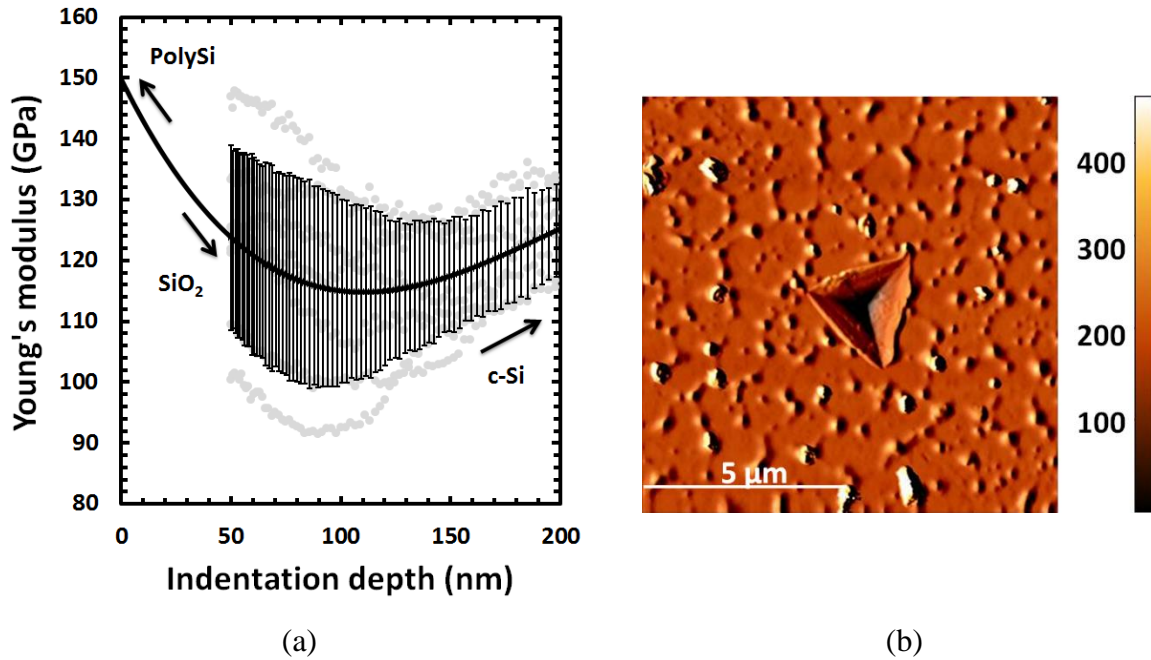 160
150
140
130
120
110
100
90
80
Young's modulus (GPa)
PolySi
SiO₂
c-Si
0 50 100 150 200
Indentation depth (nm)
(a)
5 µm
400
300
200
100
(b)